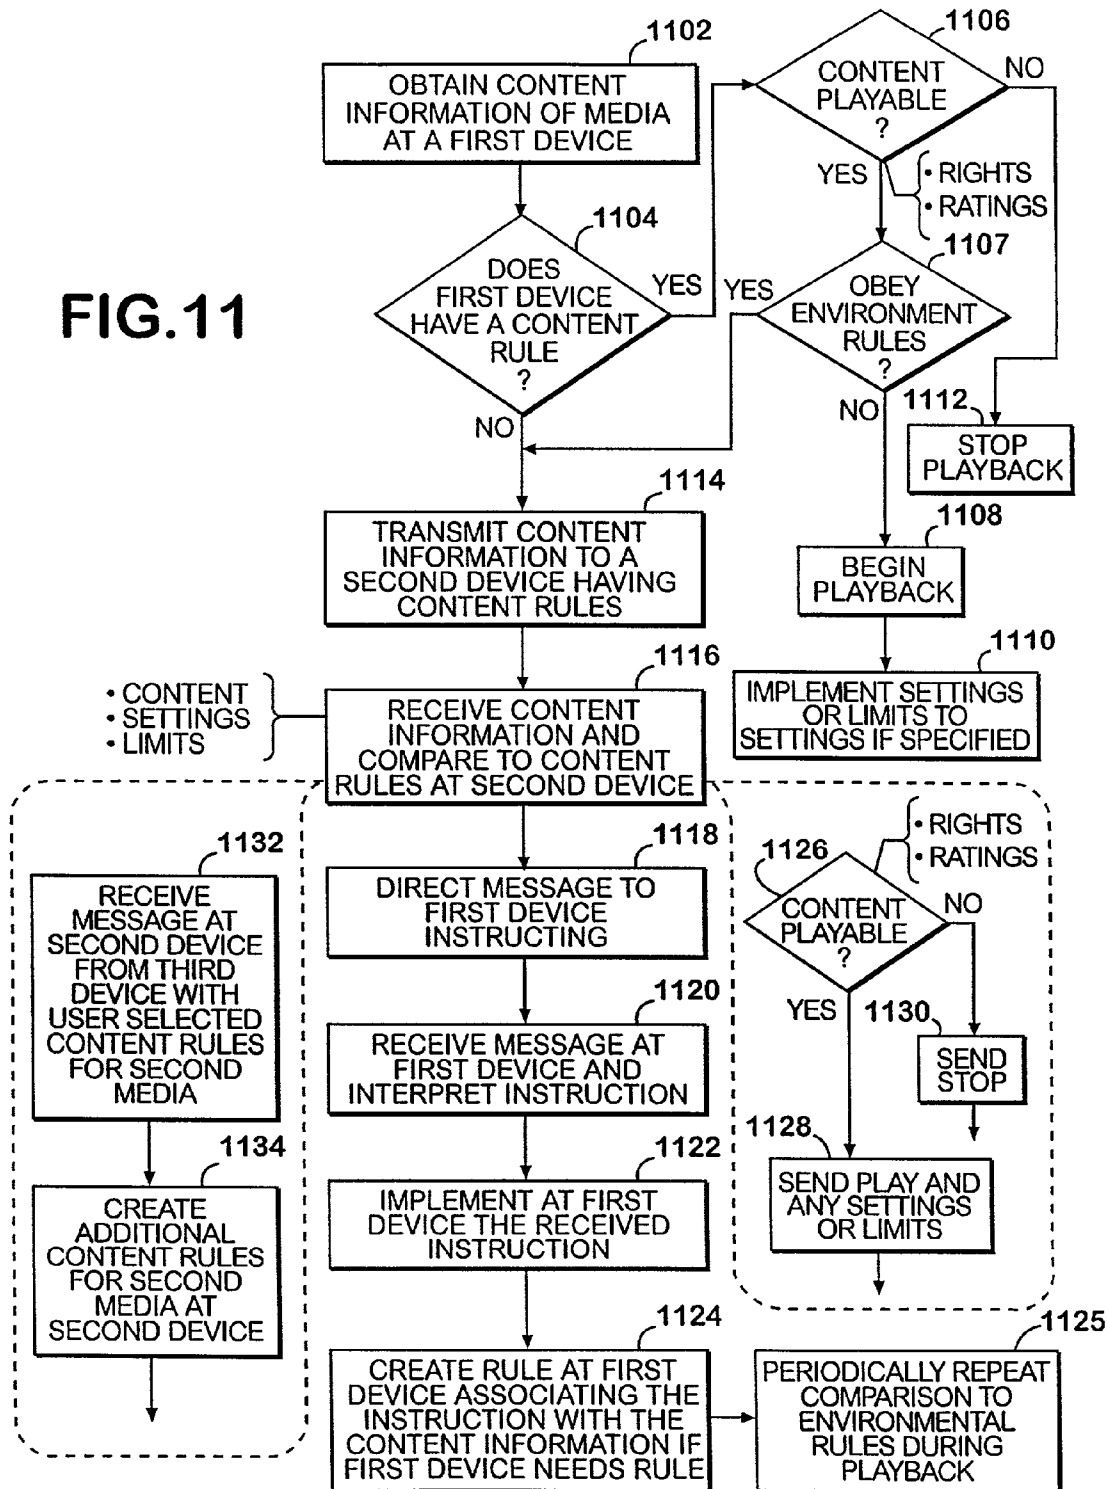 FIG.11
1102
OBTAIN CONTENT
INFORMATION OF MEDIA
AT A FIRST DEVICE
1104
DOES
FIRST DEVICE
HAVE A CONTENT
RULE
?
YES
NO
1106
CONTENT
PLAYABLE
?
NO
YES
• RIGHTS
• RATINGS
1107
OBEY
ENVIRONMENT
RULES
?
YES
NO
1112
STOP
PLAYBACK
1108
BEGIN
PLAYBACK
1110
IMPLEMENT SETTINGS
OR LIMITS TO
SETTINGS IF SPECIFIED
1114
TRANSMIT CONTENT
INFORMATION TO A
SECOND DEVICE HAVING
CONTENT RULES
1116
• CONTENT
• SETTINGS
• LIMITS
RECEIVE CONTENT
INFORMATION AND
COMPARE TO CONTENT
RULES AT SECOND DEVICE
1118
DIRECT MESSAGE TO
FIRST DEVICE
INSTRUCTING
1120
RECEIVE MESSAGE AT
FIRST DEVICE AND
INTERPRET INSTRUCTION
1122
IMPLEMENT AT FIRST
DEVICE THE RECEIVED
INSTRUCTION
1124
CREATE RULE AT FIRST
DEVICE ASSOCIATING THE
INSTRUCTION WITH THE
CONTENT INFORMATION IF
FIRST DEVICE NEEDS RULE
1125
PERIODICALLY REPEAT
COMPARISON TO
ENVIRONMENTAL
RULES DURING
PLAYBACK
1126
• RIGHTS
• RATINGS
CONTENT
PLAYABLE
?
NO
YES
1130
SEND
STOP
1128
SEND PLAY AND
ANY SETTINGS
OR LIMITS
1132
RECEIVE
MESSAGE AT
SECOND DEVICE
FROM THIRD
DEVICE WITH
USER SELECTED
CONTENT RULES
FOR SECOND
MEDIA
1134
CREATE
ADDITIONAL
CONTENT RULES
FOR SECOND
MEDIA AT
SECOND DEVICE